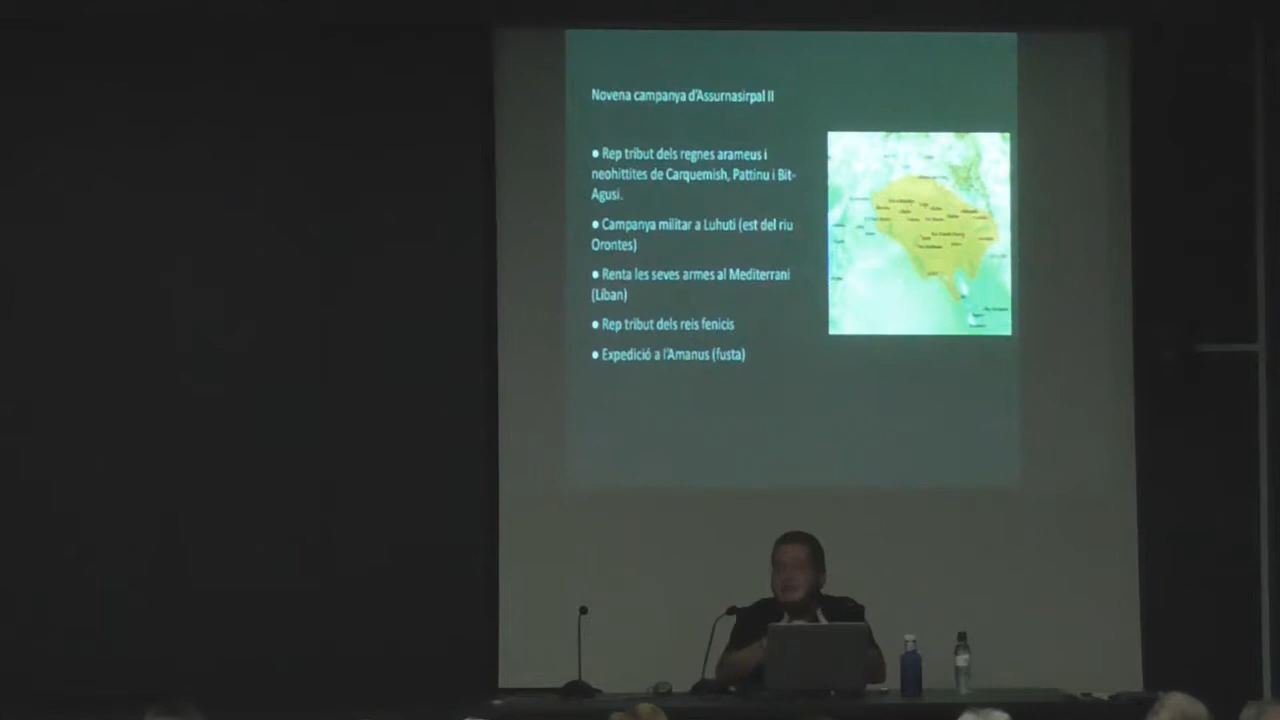 Novena campanya d'Assurnasirpal II
● Rep tribut dels regnes arameus i
neohittites de Carquemish, Pattinu i Bit-
Agusi.
● Campanya militar a Luhuti (est del riu
Orontes)
● Renta les seves armes al Mediterrani
(Líban)
● Rep tribut dels reis fenicis
● Expedició a l'Amanus (fusta)